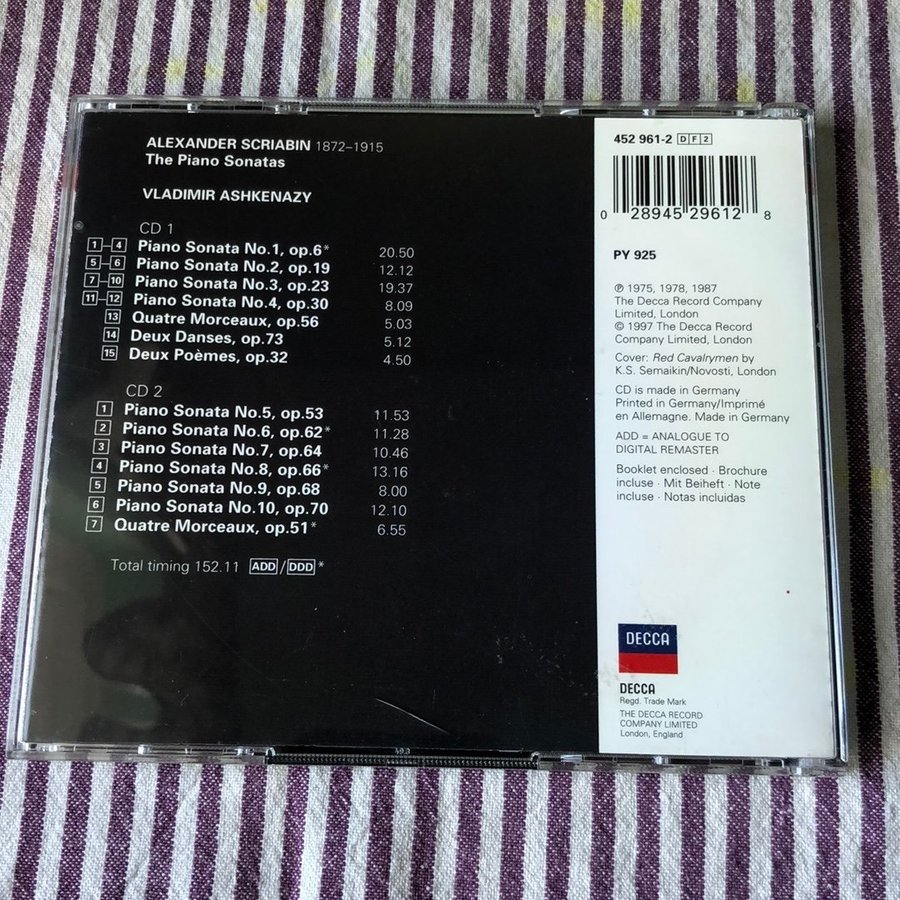 ALEXANDER SCRIABIN 1872–1915
The Piano Sonatas
VLADIMIR ASHKENAZY
CD 1
1–4 Piano Sonata No.1, op.6* 20.50
5–6 Piano Sonata No.2, op.19 12.12
7–10 Piano Sonata No.3, op.23 19.37
11–12 Piano Sonata No.4, op.30 8.09
13 Quatre Morceaux, op.56 5.03
14 Deux Danses, op.73 5.12
15 Deux Poèmes, op.32 4.50
CD 2
1 Piano Sonata No.5, op.53 11.53
2 Piano Sonata No.6, op.62* 11.28
3 Piano Sonata No.7, op.64 10.46
4 Piano Sonata No.8, op.66* 13.16
5 Piano Sonata No.9, op.68 8.00
6 Piano Sonata No.10, op.70 12.10
7 Quatre Morceaux, op.51* 6.55
Total timing 152.11 ADD/DDD*
452 961-2 DF2
0 28945 29612 8
PY 925
℗ 1975, 1978, 1987
The Decca Record Company
Limited, London
© 1997 The Decca Record
Company Limited, London
Cover: Red Cavalrymen by
K.S. Semaikin/Novosti, London
CD is made in Germany
Printed in Germany/Imprimé
en Allemagne. Made in Germany
ADD = ANALOGUE TO
DIGITAL REMASTER
Booklet enclosed · Brochure
incluse · Mit Beiheft · Note
incluse · Notas incluidas
DECCA
DECCA
Regd. Trade Mark
THE DECCA RECORD
COMPANY LIMITED
London, England